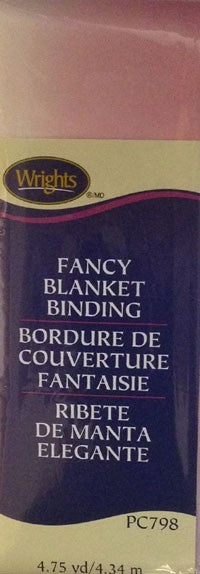 Wrights
®/MD
FANCY
BLANKET
BINDING
BORDURE DE
COUVERTURE
FANTAISIE
RIBETE
DE MANTA
ELEGANTE
PC798
4.75 yd/4.34 m